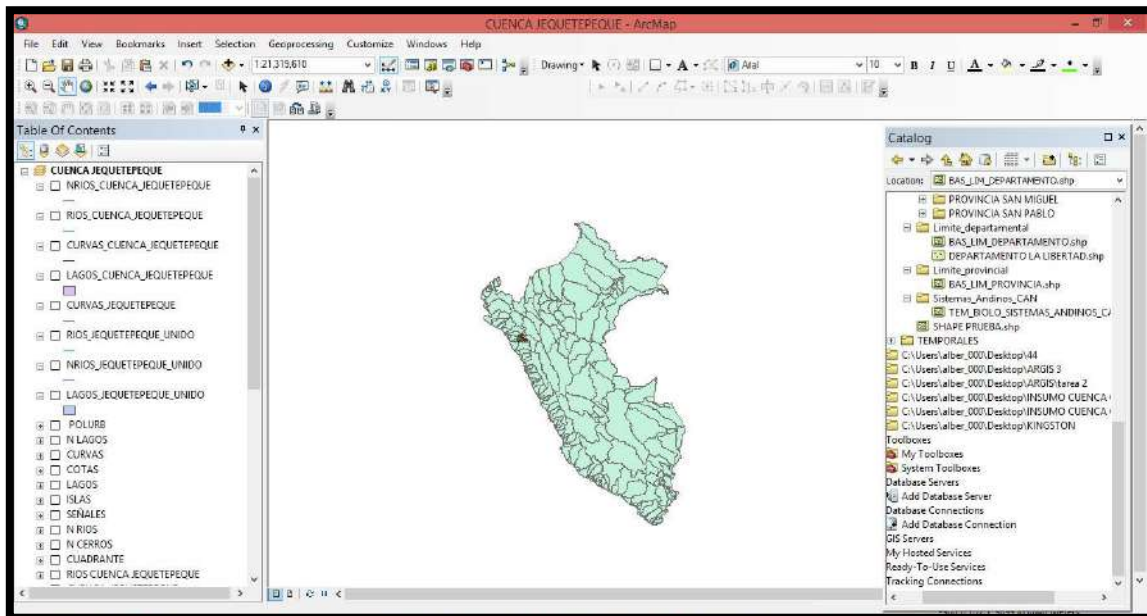 CUENCA JEQUETEPEQUE - ArcMap
File Edit View Bookmarks Insert Selection Geoprocessing Customize Windows Help
1:21,319,610
Drawing
Arial
10
B I U A
Table Of Contents
CUENCA JEQUETEPEQUE
NRIOS_CUENCA_JEQUETEPEQUE
RIOS_CUENCA_JEQUETEPEQUE
CURVAS_CUENCA_JEQUETEPEQUE
LAGOS_CUENCA_JEQUETEPEQUE
CURVAS_JEQUETEPEQUE
RIOS_JEQUETEPEQUE_UNIDO
NRIOS_JEQUETEPEQUE_UNIDO
LAGOS_JEQUETEPEQUE_UNIDO
POLURB
N LAGOS
CURVAS
COTAS
LAGOS
ISLAS
SEÑALES
N RIOS
N CERROS
CUADRANTE
RIOS CUENCA JEQUETEPEQUE
Catalog
Location: BAS_LIM_DEPARTAMENTO.shp
PROVINCIA SAN MIGUEL
PROVINCIA SAN PABLO
Limite_departamental
BAS_LIM_DEPARTAMENTO.shp
DEPARTAMENTO LA LIBERTAD.shp
Limite_provincial
BAS_LIM_PROVINCIA.shp
Sistemas_Andinos_CAN
TEM_BIOLO_SISTEMAS_ANDINOS_CA
SHAPE PRUEBA.shp
TEMPORALES
C:\Users\alber_000\Desktop\44
C:\Users\alber_000\Desktop\ARGIS 3
C:\Users\alber_000\Desktop\ARGIS\tarea 2
C:\Users\alber_000\Desktop\INSUMO CUENCA
C:\Users\alber_000\Desktop\INSUMO CUENCA
C:\Users\alber_000\Desktop\KINGSTON
Toolboxes
My Toolboxes
System Toolboxes
Database Servers
Add Database Server
Database Connections
Add Database Connection
GIS Servers
My Hosted Services
Ready-To-Use Services
Tracking Connections